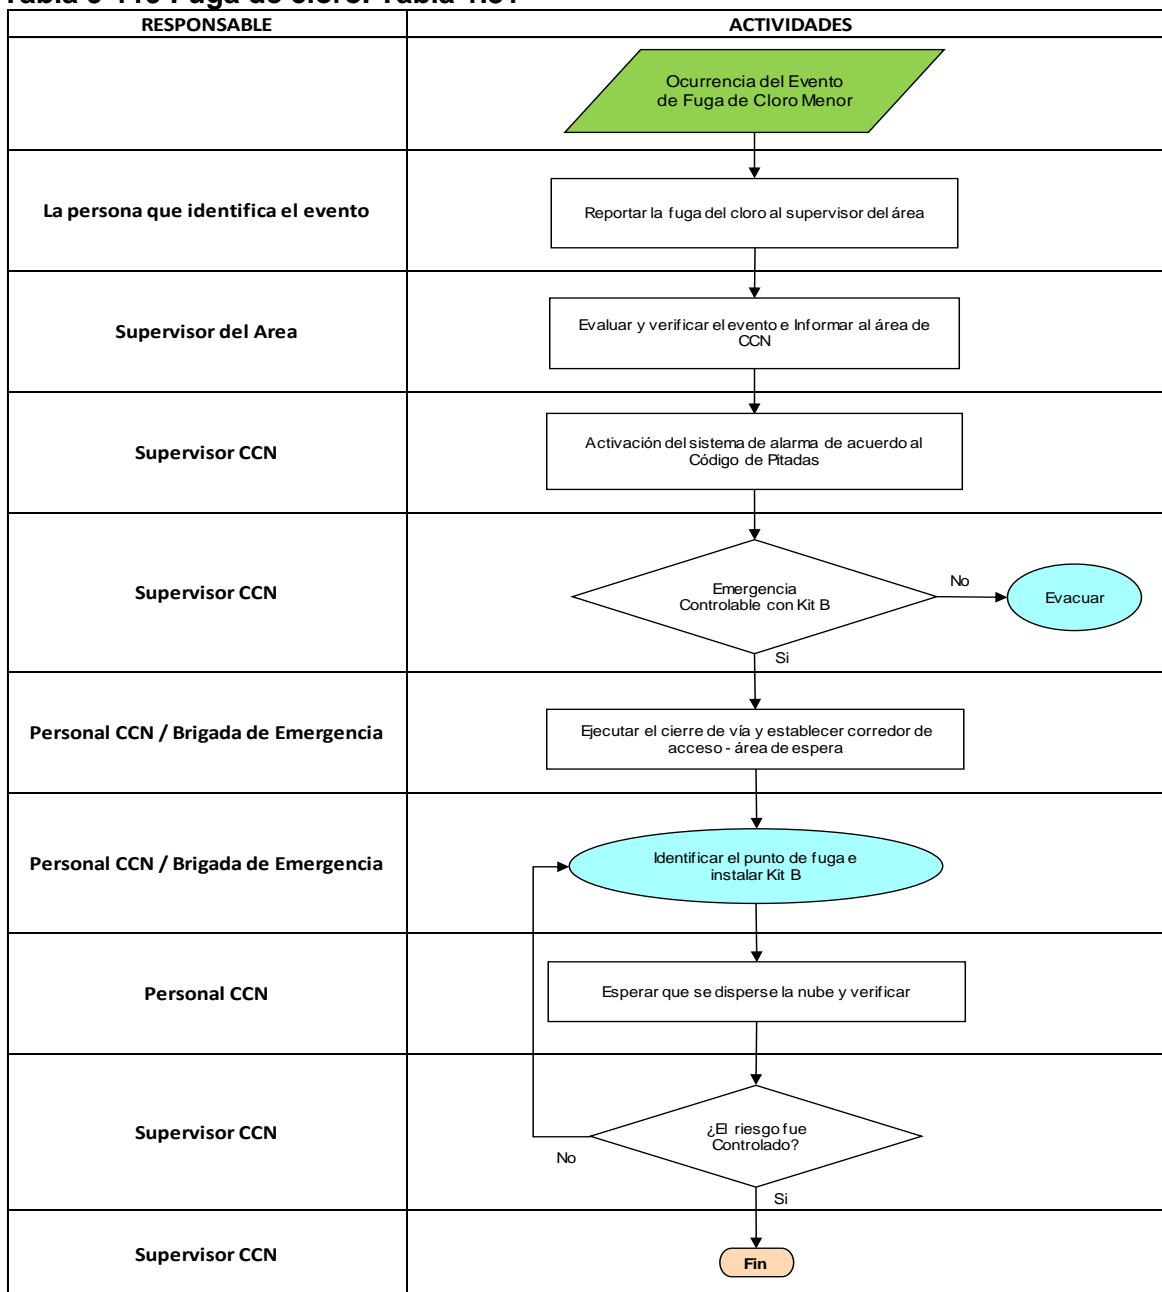 RESPONSABLE
ACTIVIDADES
Ocurrencia del Evento
de Fuga de Cloro Menor
La persona que identifica el evento
Reportar la fuga del cloro al supervisor del área
Supervisor del Area
Evaluar y verificar el evento e Informar al área de
CCN
Supervisor CCN
Activación del sistema de alarma de acuerdo al
Código de Pitadas
Supervisor CCN
Emergencia
Controlable con Kit B
No
Evacuar
Si
Personal CCN / Brigada de Emergencia
Ejecutar el cierre de vía y establecer corredor de
acceso - área de espera
Personal CCN / Brigada de Emergencia
Identificar el punto de fuga e
instalar Kit B
Personal CCN
Esperar que se disperse la nube y verificar
Supervisor CCN
¿El riesgo fue
Controlado?
No
Si
Supervisor CCN
Fin